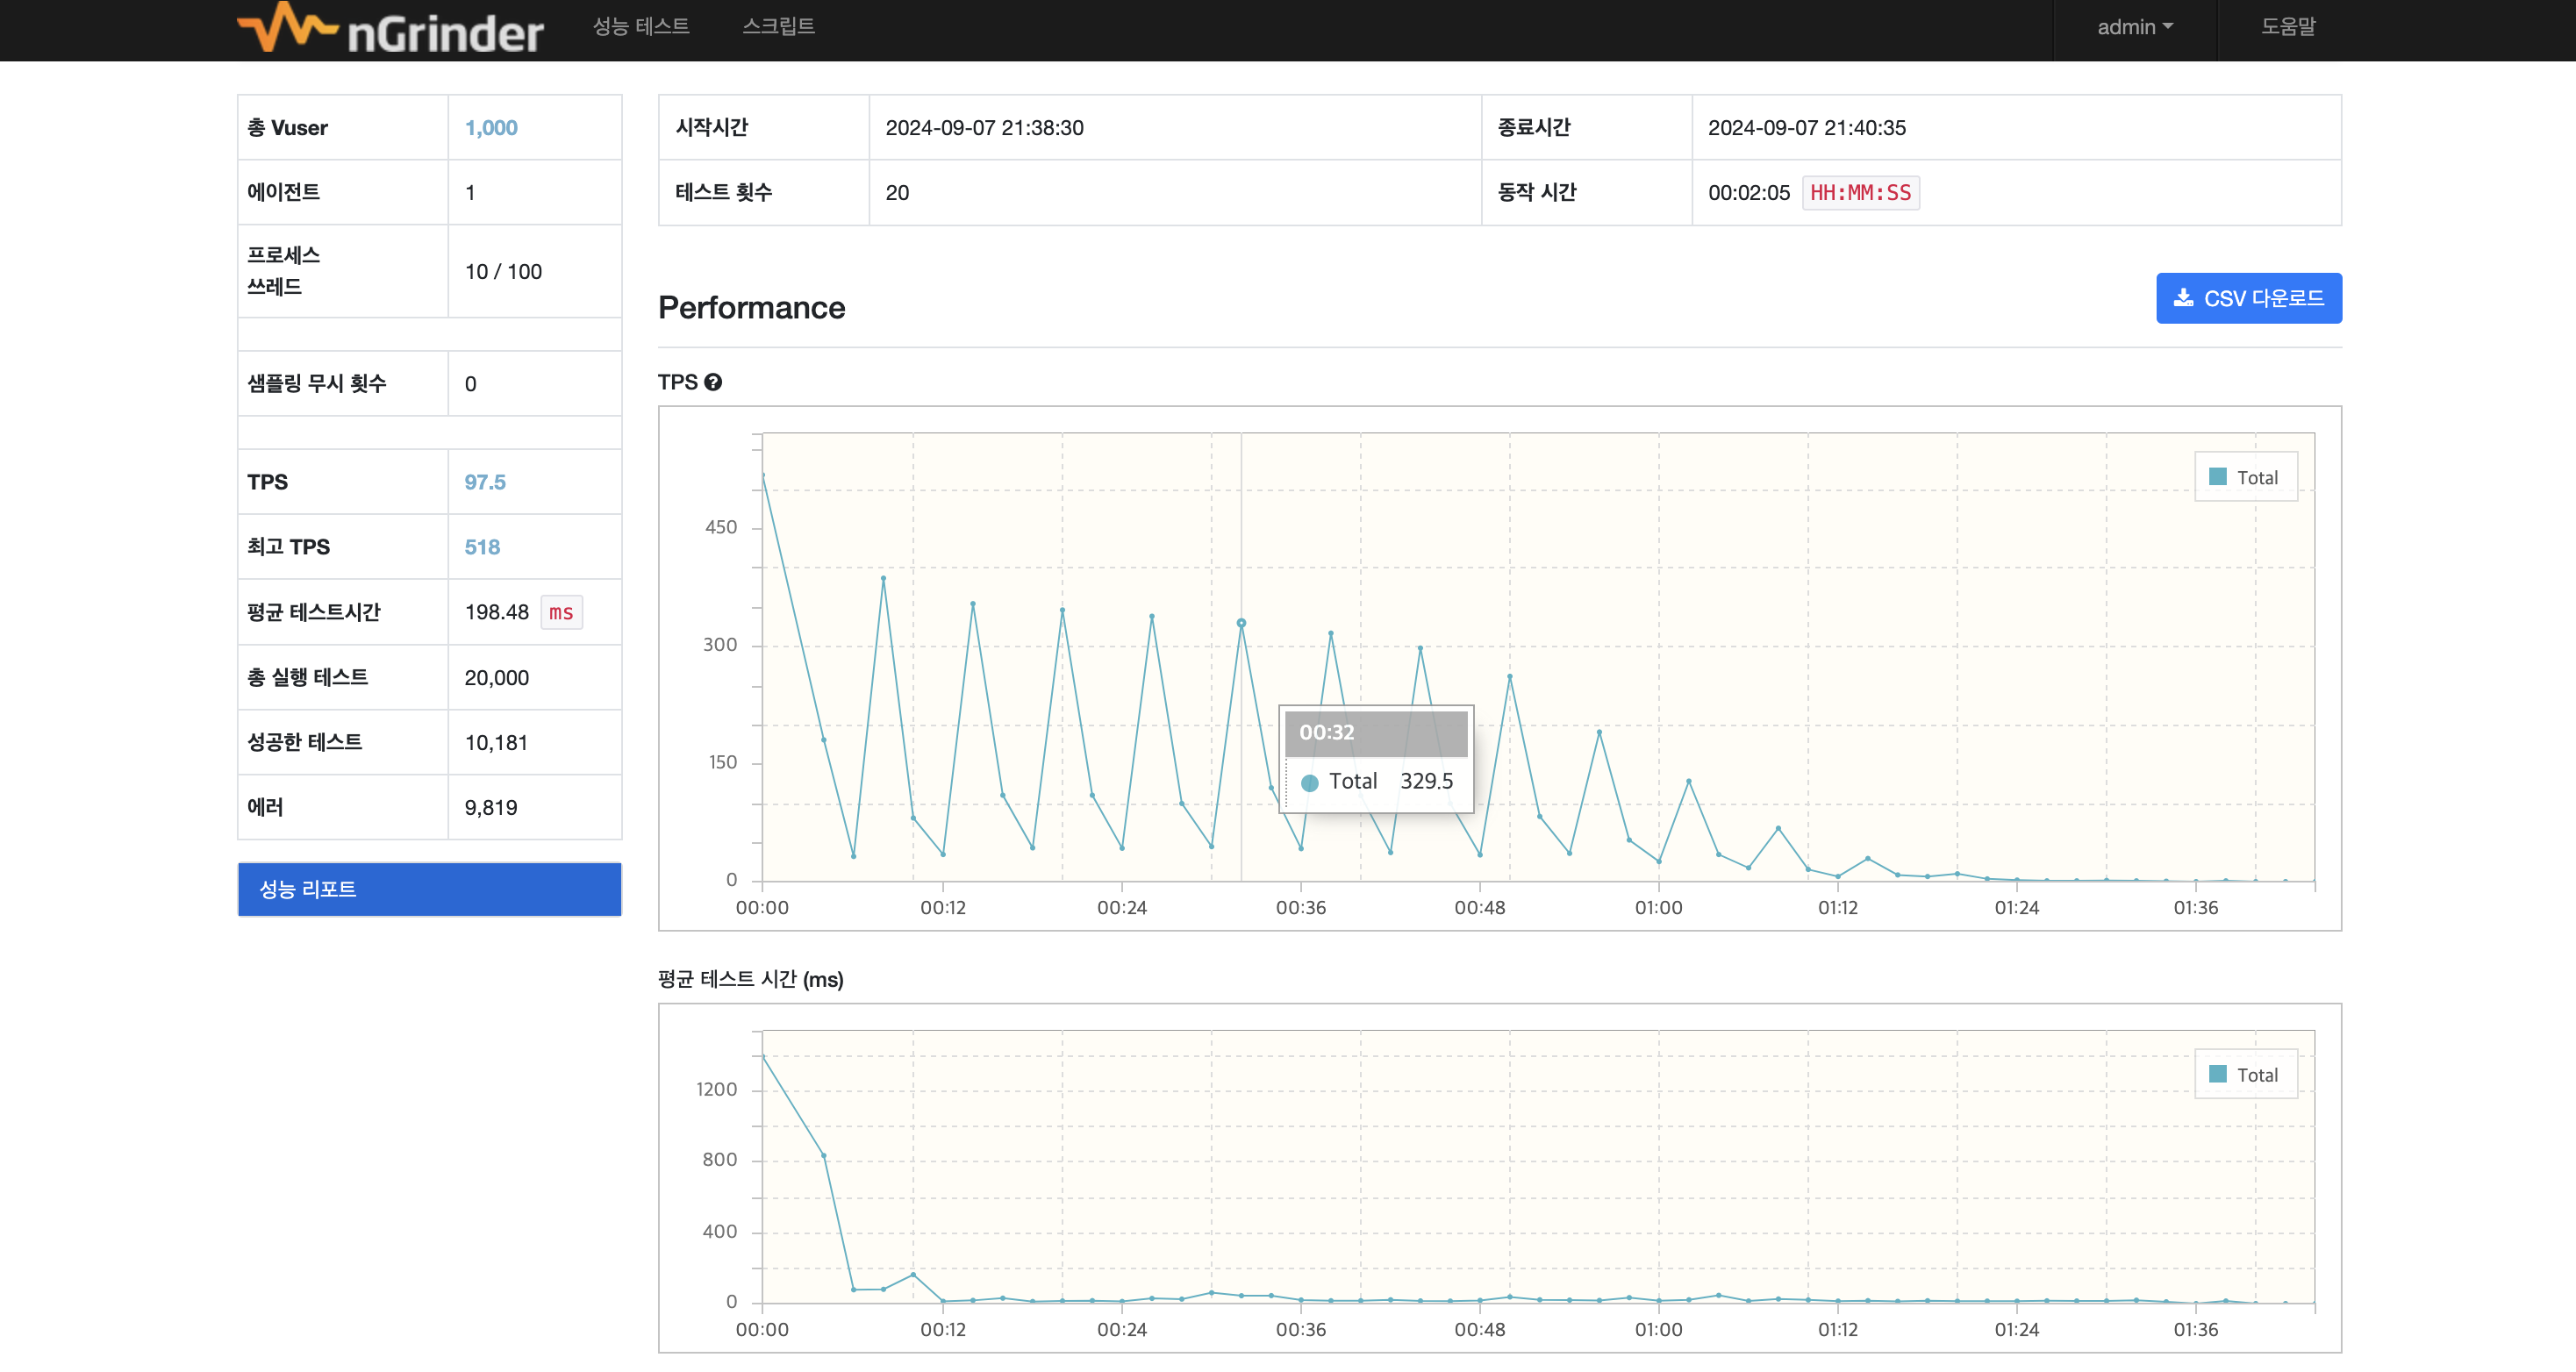 nGrinder 성능 테스트 스크립트 admin 도움말
총 Vuser 1,000
에이전트 1
프로세스
쓰레드
10 / 100
샘플링 무시 횟수 0
TPS 97.5
최고 TPS 518
평균 테스트시간 198.48 ms
총 실행 테스트 20,000
성공한 테스트 10,181
에러 9,819
성능 리포트
시작시간 2024-09-07 21:38:30 종료시간 2024-09-07 21:40:35
테스트 횟수 20 동작 시간 00:02:05 HH:MM:SS
Performance
CSV 다운로드
TPS ?
Total
450
300
150
0
00:32
Total 329.5
00:00 00:12 00:24 00:36 00:48 01:00 01:12 01:24 01:36
평균 테스트 시간 (ms)
Total
1200
800
400
0
00:00 00:12 00:24 00:36 00:48 01:00 01:12 01:24 01:36